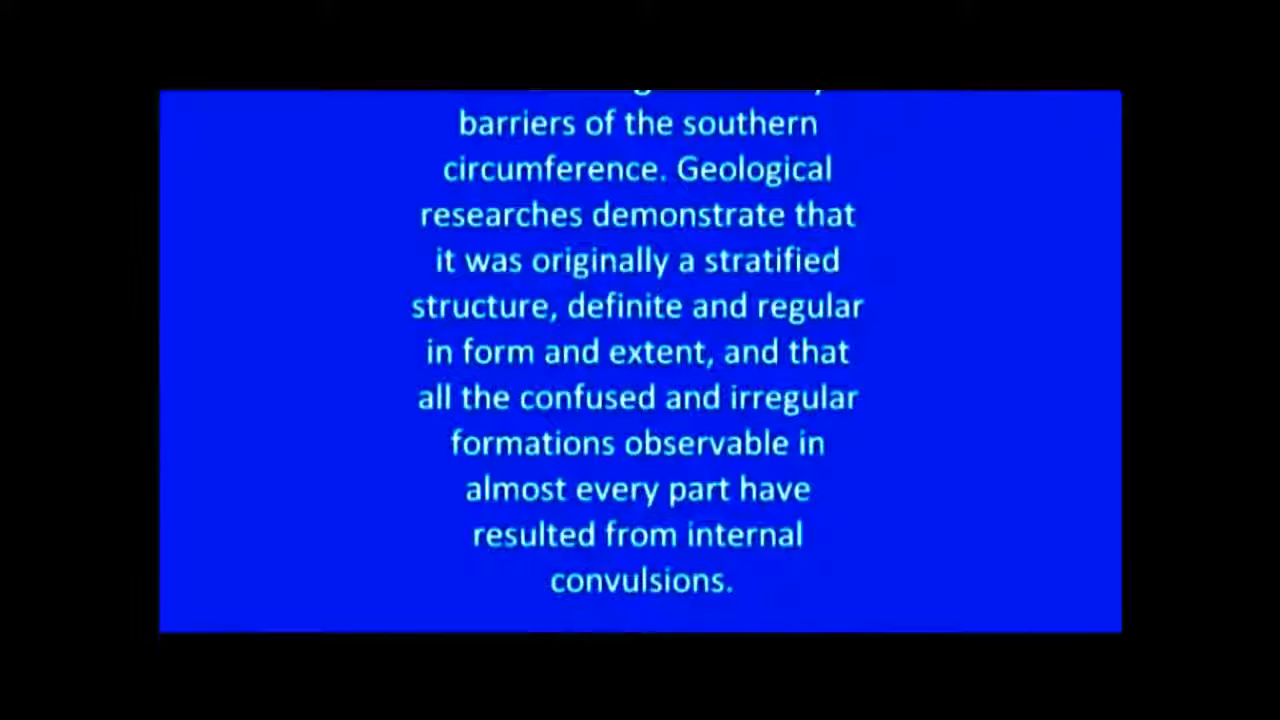 barriers of the southern
circumference. Geological
researches demonstrate that
it was originally a stratified
structure, definite and regular
in form and extent, and that
all the confused and irregular
formations observable in
almost every part have
resulted from internal
convulsions.